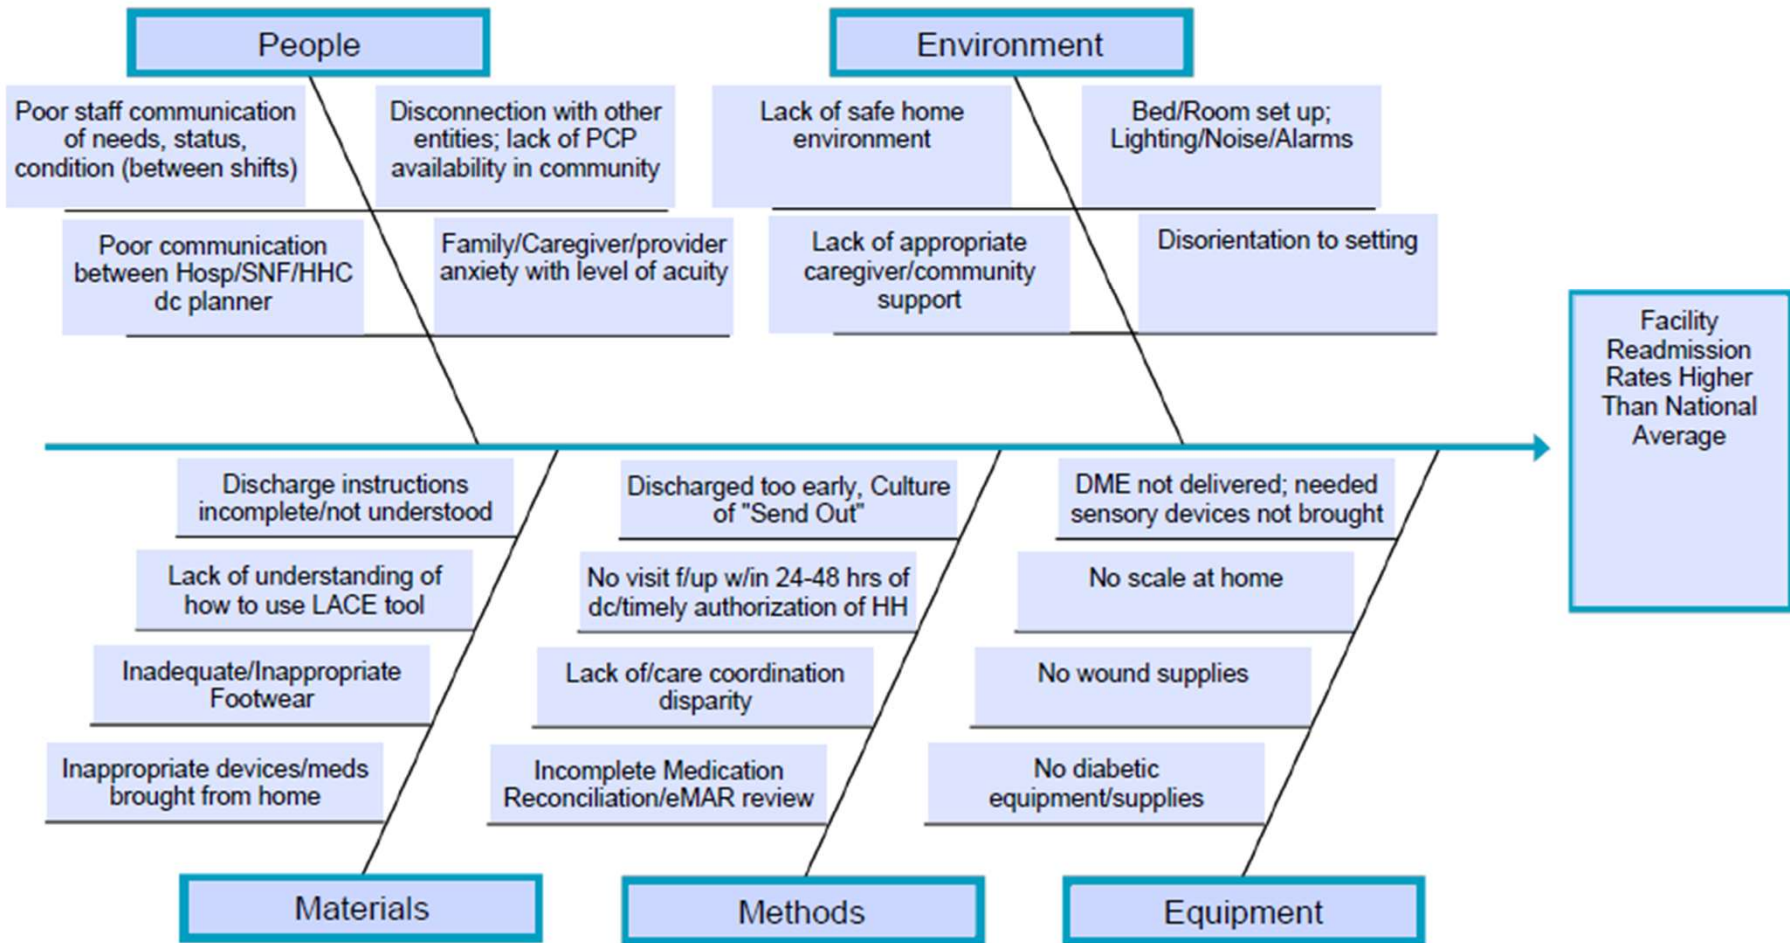 People
Environment
Poor staff communication
of needs, status,
condition (between shifts)
Disconnection with other
entities; lack of PCP
availability in community
Lack of safe home
environment
Bed/Room set up;
Lighting/Noise/Alarms
Poor communication
between Hosp/SNF/HHC
dc planner
Family/Caregiver/provider
anxiety with level of acuity
Lack of appropriate
caregiver/community
support
Disorientation to setting
Facility
Readmission
Rates Higher
Than National
Average
Discharge instructions
incomplete/not understood
Discharged too early, Culture
of "Send Out"
DME not delivered; needed
sensory devices not brought
Lack of understanding of
how to use LACE tool
No visit f/up w/in 24-48 hrs of
dc/timely authorization of HH
No scale at home
Inadequate/Inappropriate
Footwear
Lack of/care coordination
disparity
No wound supplies
Inappropriate devices/meds
brought from home
Incomplete Medication
Reconciliation/eMAR review
No diabetic
equipment/supplies
Materials
Methods
Equipment